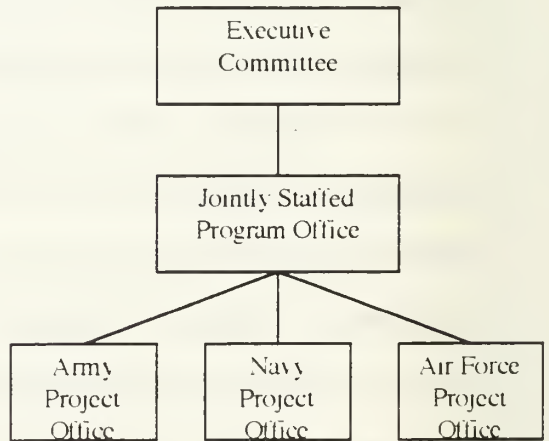 Executive
Committee
Jointly Staffed
Program Office
Army
Project
Office
Navy
Project
Office
Air Force
Project
Office